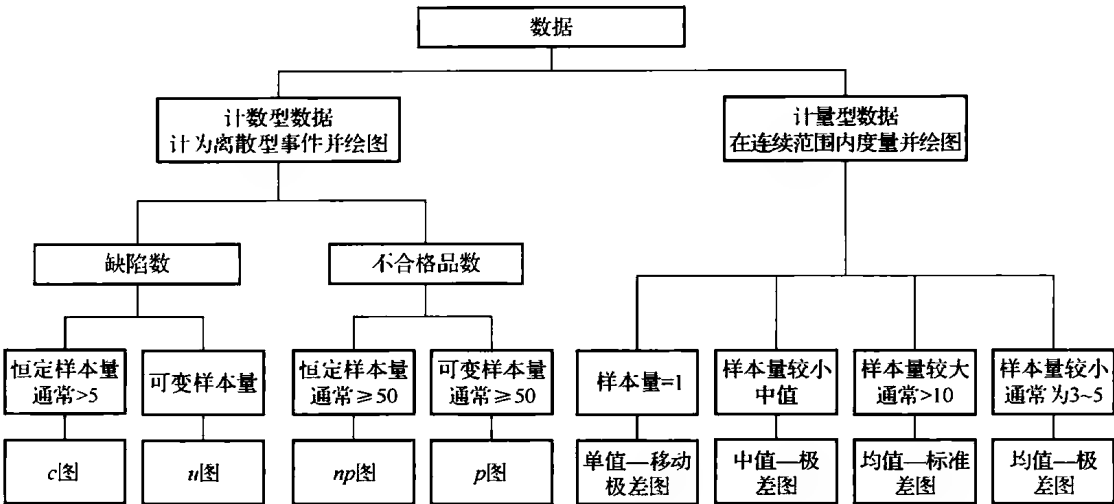 数据
计数型数据
计为离散型事件并绘图
计量型数据
在连续范围内度量并绘图
缺陷数
不合格品数
恒定样本量
通常>5
可变样本量
恒定样本量
通常≥50
可变样本量
通常≥50
样本量=1
样本量较小
中值
样本量较大
通常>10
样本量较小
通常为3~5
c图
u图
np图
p图
单值—移动
极差图
中值—极
差图
均值—标准
差图
均值—极
差图